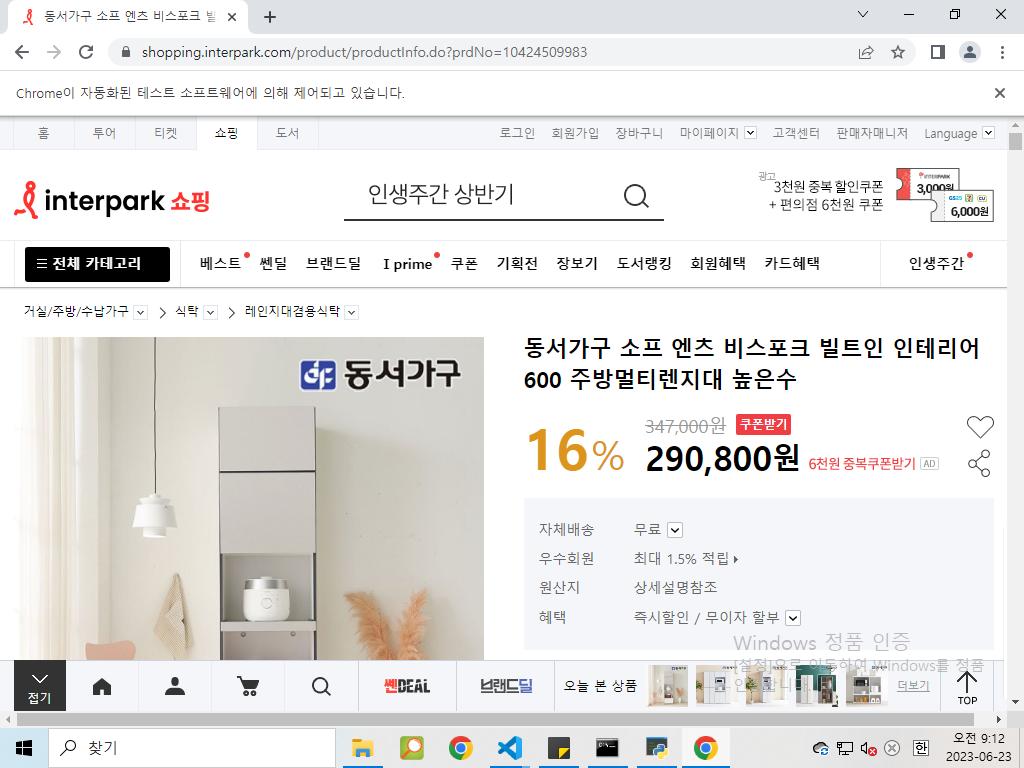 동서가구 소프 엔츠 비스포크 빌
shopping.interpark.com/product/productInfo.do?prdNo=10424509983
Chrome이 자동화된 테스트 소프트웨어에 의해 제어되고 있습니다.
홈 투어 티켓 쇼핑 도서 로그인 회원가입 장바구니 마이페이지 고객센터 판매자매니저 Language
interpark 쇼핑
인생주간 상반기
광고
3천원 중복 할인쿠폰
+ 편의점 6천원 쿠폰
INTERPARK
3,000원
GS25 CU
6,000원
전체 카테고리 베스트 쎈딜 브랜드딜 I prime 쿠폰 기획전 장보기 도서랭킹 회원혜택 카드혜택 인생주간
거실/주방/수납가구 식탁 레인지대겸용식탁
동서가구
동서가구 소프 엔츠 비스포크 빌트인 인테리어
600 주방멀티렌지대 높은수
16%
347,000원 쿠폰받기
290,800원 6천원 중복쿠폰받기 AD
자체배송 무료
우수회원 최대 1.5% 적립
원산지 상세설명참조
혜택 즉시할인 / 무이자 할부
Windows 정품 인증
[설정]으로 이동하여 Windows를 정품
인증합니다.
접기
쎈DEAL
브랜드딜
오늘 본 상품
더보기
TOP
찾기
한
오전 9:12
2023-06-23